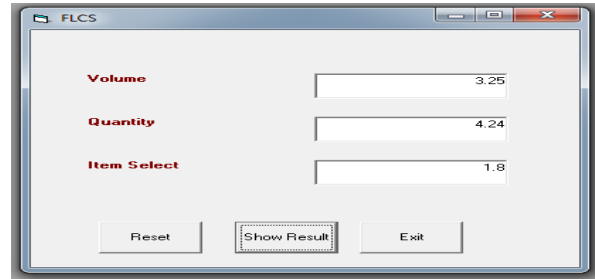 FLCS
Volume 3.25
Quantity 4.24
Item Select 1.8
Reset Show Result Exit